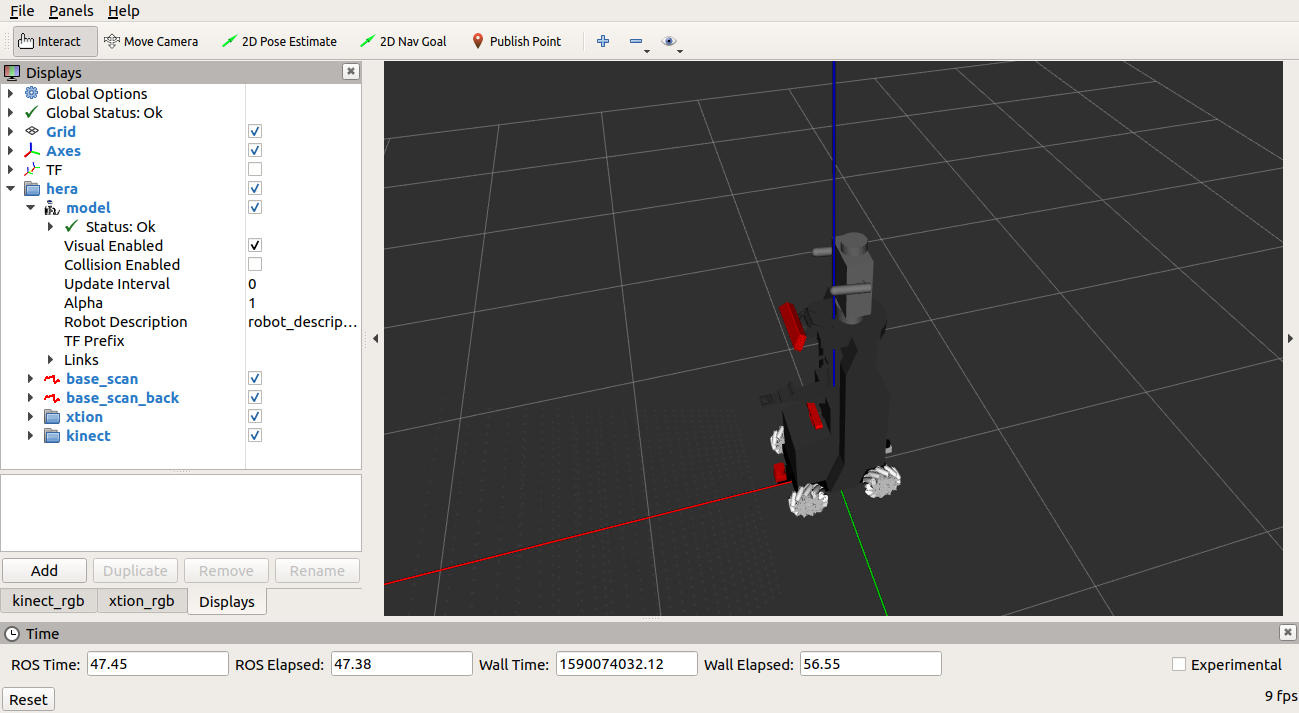 File Panels Help
Interact Move Camera 2D Pose Estimate 2D Nav Goal Publish Point
Displays
Global Options
Global Status: Ok
Grid
Axes
TF
hera
model
Status: Ok
Visual Enabled
Collision Enabled
Update Interval 0
Alpha 1
Robot Description robot_descrip...
TF Prefix
Links
base_scan
base_scan_back
xtion
kinect
Add Duplicate Remove Rename
kinect_rgb xtion_rgb Displays
Time
ROS Time: 47.45 ROS Elapsed: 47.38 Wall Time: 1590074032.12 Wall Elapsed: 56.55 Experimental
Reset 9 fps